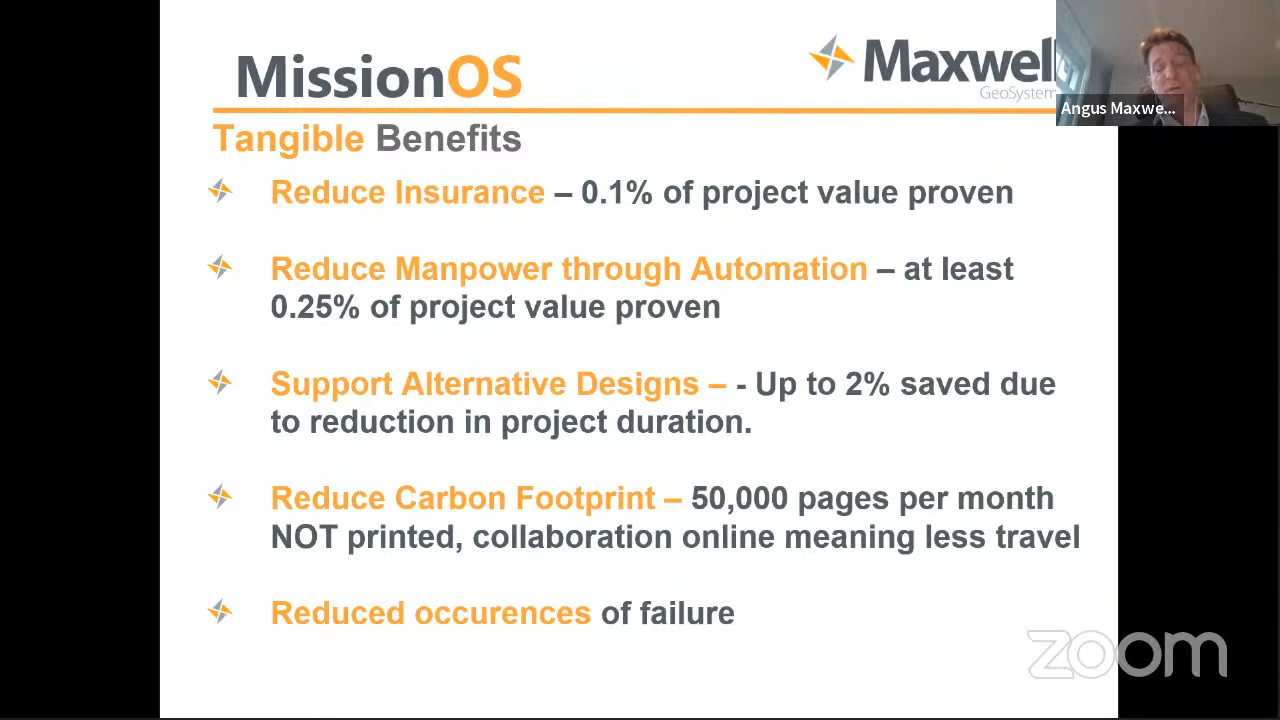 MissionOS
Maxwell
GeoSystem
Angus Maxwe...
Tangible Benefits
Reduce Insurance – 0.1% of project value proven
Reduce Manpower through Automation – at least
0.25% of project value proven
Support Alternative Designs – - Up to 2% saved due
to reduction in project duration.
Reduce Carbon Footprint – 50,000 pages per month
NOT printed, collaboration online meaning less travel
Reduced occurences of failure
zoom